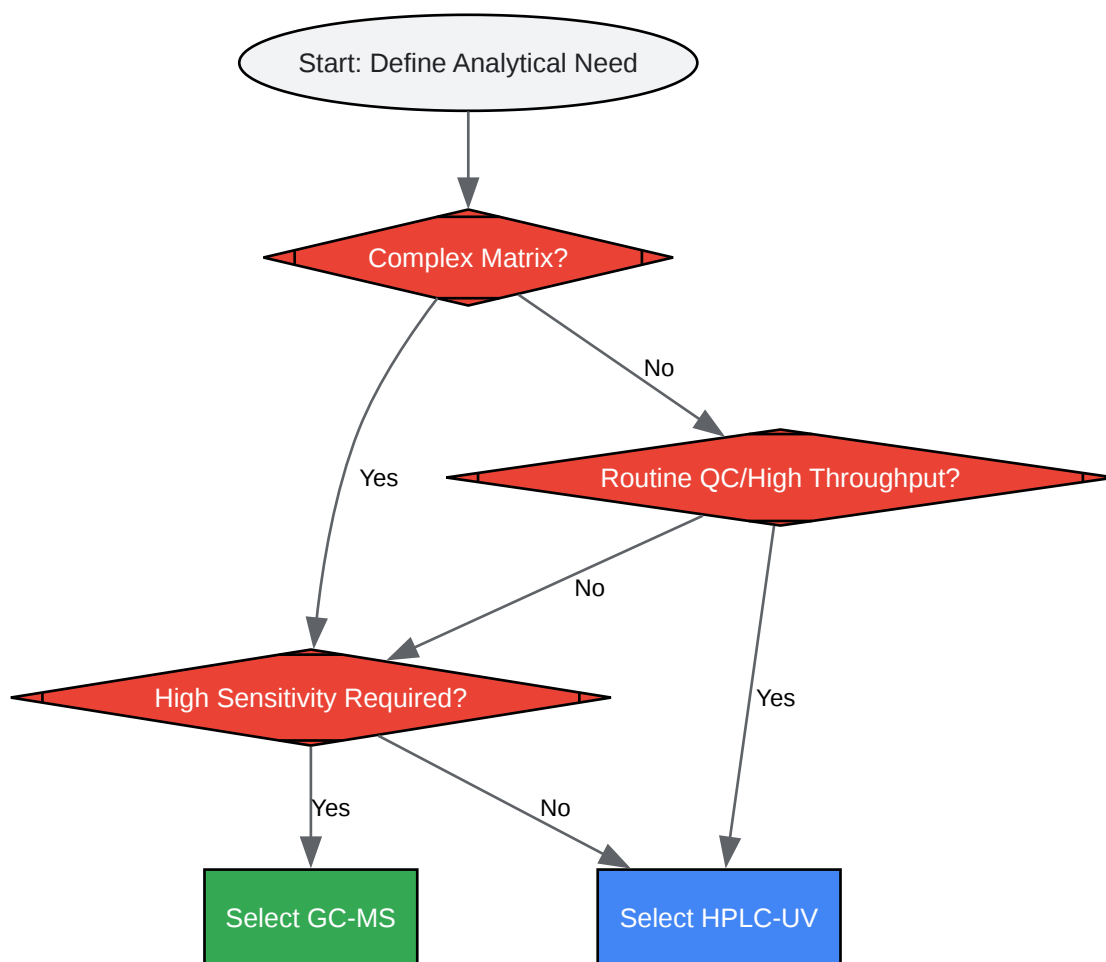 Start: Define Analytical Need
Complex Matrix?
No
Yes
Routine QC/High Throughput?
No
High Sensitivity Required?
Yes
Yes
No
Select GC-MS
Select HPLC-UV